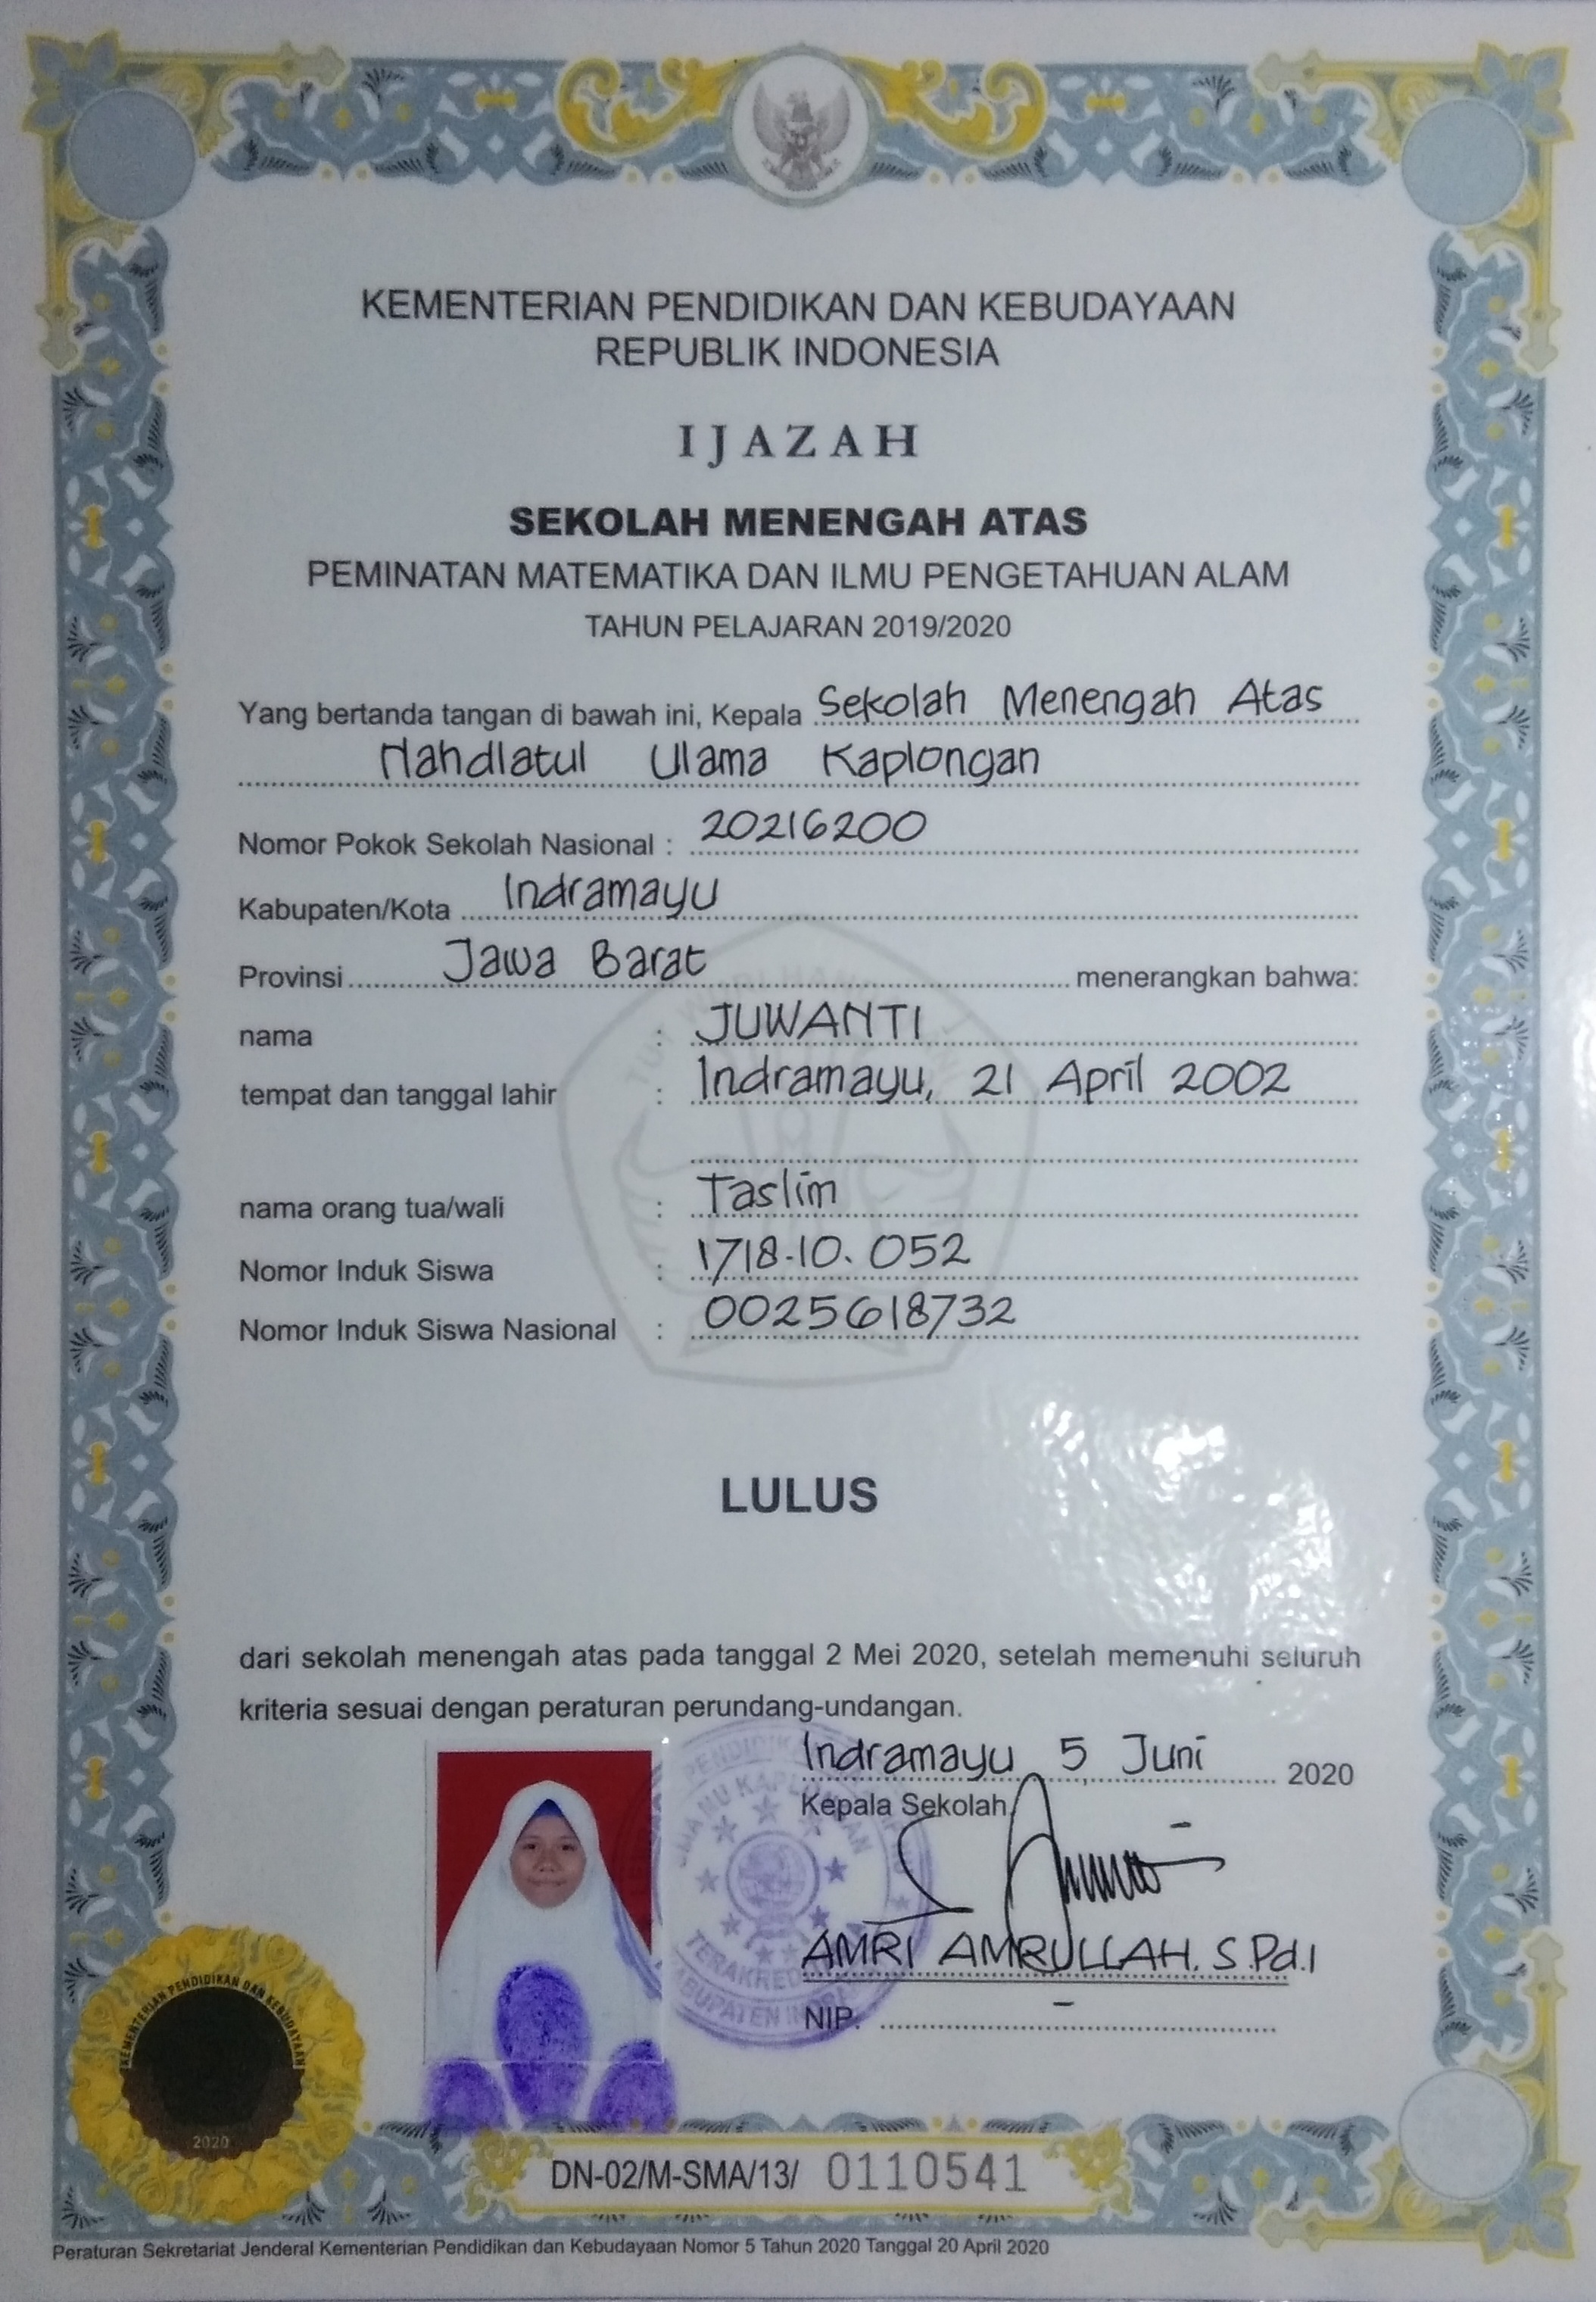 KEMENTERIAN PENDIDIKAN DAN KEBUDAYAAN
REPUBLIK INDONESIA
IJAZAH
SEKOLAH MENENGAH ATAS
PEMINATAN MATEMATIKA DAN ILMU PENGETAHUAN ALAM
TAHUN PELAJARAN 2019/2020
Yang bertanda tangan di bawah ini, Kepala Sekolah Menengah Atas
Nahdlatul Ulama Kaplongan
Nomor Pokok Sekolah Nasional : 20216200
Kabupaten/Kota Indramayu
Provinsi Jawa Barat menerangkan bahwa:
nama : JUWANTI
tempat dan tanggal lahir : Indramayu, 21 April 2002
nama orang tua/wali : Taslim
Nomor Induk Siswa : 1718.10.052
Nomor Induk Siswa Nasional : 0025618732
LULUS
dari sekolah menengah atas pada tanggal 2 Mei 2020, setelah memenuhi seluruh
kriteria sesuai dengan peraturan perundang-undangan.
Indramayu, 5 Juni 2020
Kepala Sekolah,
AMRI AMRULLAH. S.Pd.I
NIP. -
KEMENTERIAN PENDIDIKAN DAN KEBUDAYAAN
2020
DN-02/M-SMA/13/ 0110541
Peraturan Sekretariat Jenderal Kementerian Pendidikan dan Kebudayaan Nomor 5 Tahun 2020 Tanggal 20 April 2020